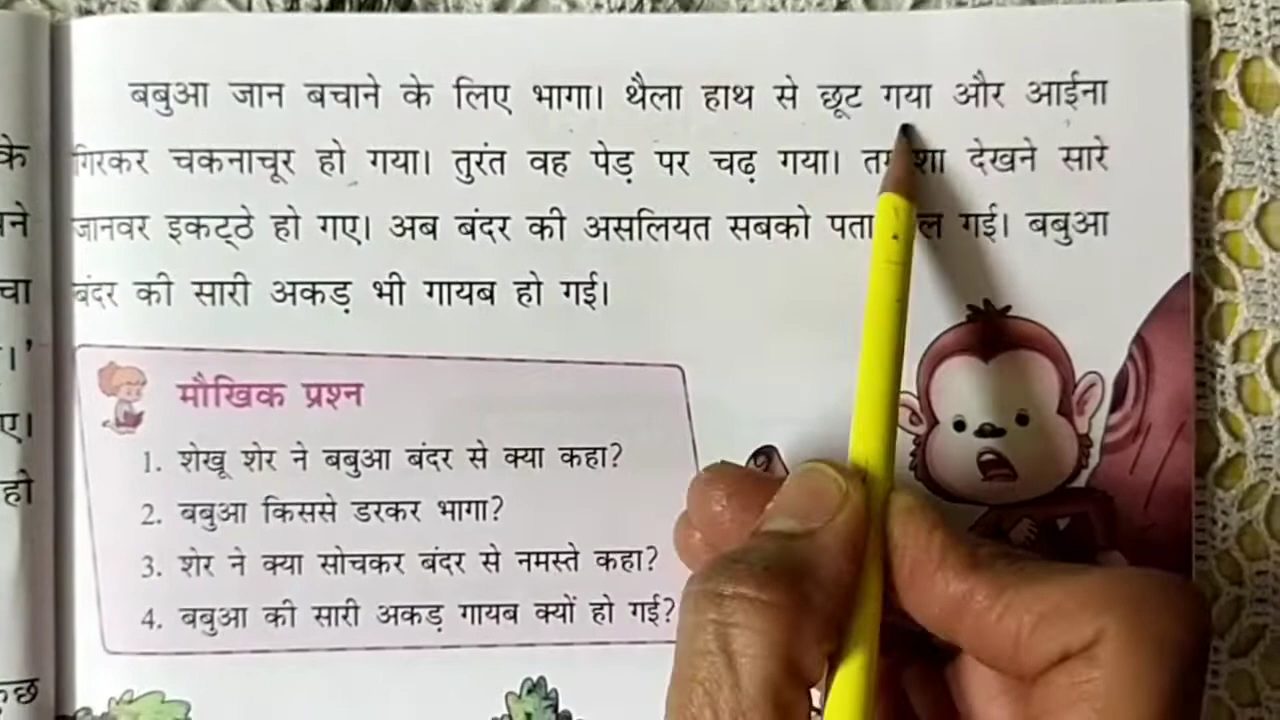 बबुआ जान बचाने के लिए भागा। थैला हाथ से छूट गया और आईना
के गिरकर चकनाचूर हो गया। तुरंत वह पेड़ पर चढ़ गया। देखने सारे
जानवर इकट्ठे हो गए। अब बंदर की असलियत सबको पता गई। बबुआ
बंदर की सारी अकड़ भी गायब हो गई।
मौखिक प्रश्न
1. शेखू शेर ने बबुआ बंदर से क्या कहा?
2. बबुआ किससे डरकर भागा?
3. शेर ने क्या सोचकर बंदर से नमस्ते कहा?
4. बबुआ की सारी अकड़ गायब क्यों हो गई?